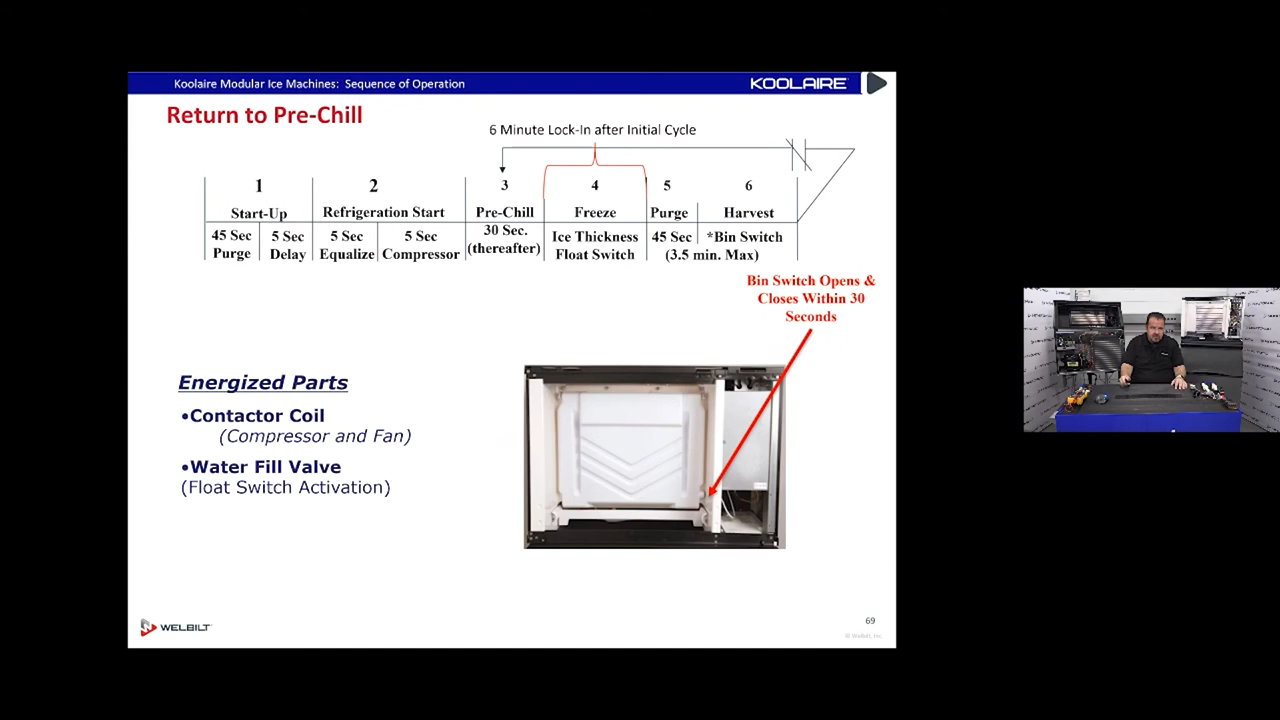 Koolaire Modular Ice Machines: Sequence of Operation
KOOLAIRE
Return to Pre-Chill
6 Minute Lock-In after Initial Cycle
1 2 3 4 5 6
Start-Up Refrigeration Start Pre-Chill Freeze Purge Harvest
45 Sec 5 Sec 5 Sec 5 Sec 30 Sec. Ice Thickness 45 Sec *Bin Switch
Purge Delay Equalize Compressor (thereafter) Float Switch (3.5 min. Max)
Bin Switch Opens &
Closes Within 30
Seconds
Energized Parts
•Contactor Coil
(Compressor and Fan)
•Water Fill Valve
(Float Switch Activation)
WELBILT
69
© Welbilt, Inc.